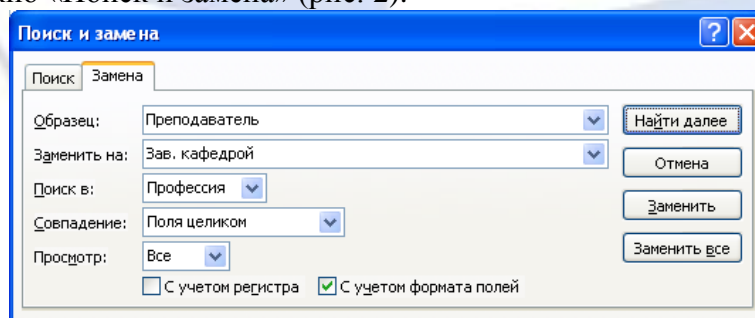 «Поиск и замена» (рис. 2).
Поиск и замена
Поиск Замена
Образец: Преподаватель Найти далее
Заменить на: Зав. кафедрой Отмена
Поиск в: Профессия Заменить
Совпадение: Поля целиком
Просмотр: Все Заменить все
С учетом регистра С учетом формата полей